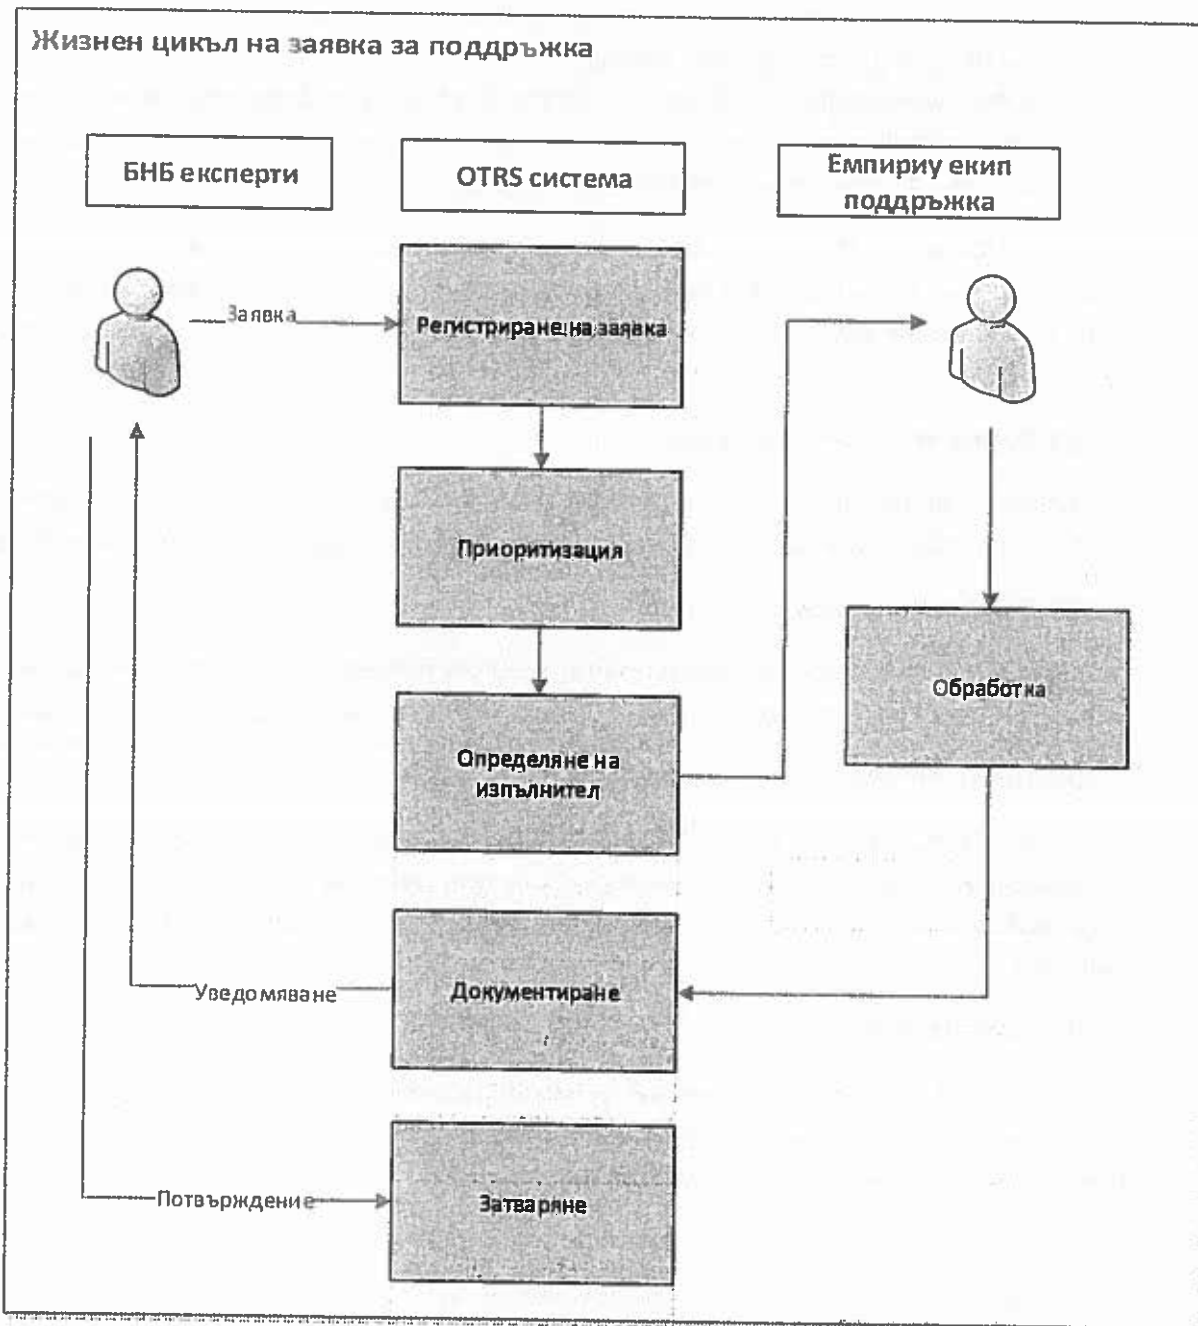 Жизнен цикъл на заявка за поддръжка
БНБ експерти
OTRS система
Емпириу екип
поддръжка
Заявка
Регистриране на заявка
Приоритизация
Обработка
Определяне на
изпълнител
Уведомяване
Документиране
Потвърждение
Затваряне